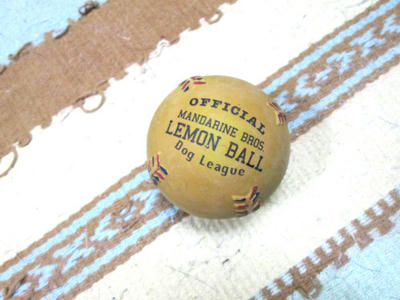 OFFICIAL
MANDARINE BROS.
LEMON BALL
Dog League